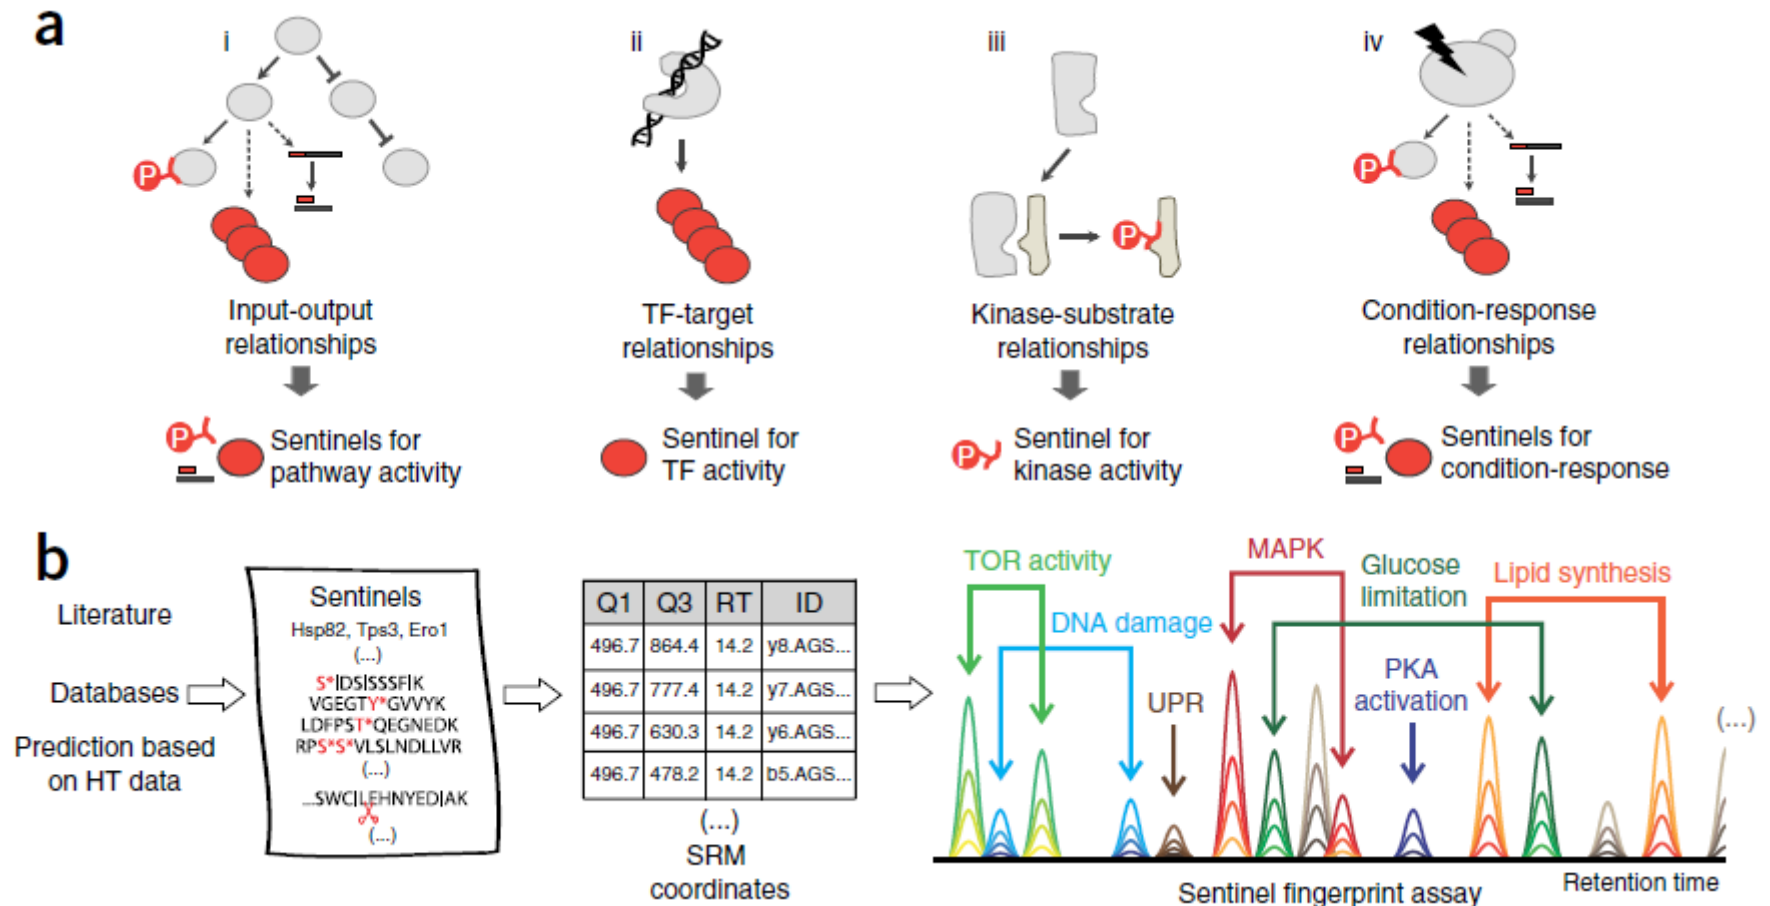 a
i
ii
iii
iv
P
P
P
Input-output
relationships
TF-target
relationships
Kinase-substrate
relationships
Condition-response
relationships
P
Sentinels for
pathway activity
Sentinel for
TF activity
P
Sentinel for
kinase activity
P
Sentinels for
condition-response
b
Literature
Databases
Prediction based
on HT data
Sentinels
Hsp82, Tps3, Ero1
(...)
S*|DS|SSSF|K
VGEGTY*GVVYK
LDFPST*QEGNEDK
RPS*S*VLSLNDLLVR
(...)
...SWC|LEHNYED|AK
(...)
Q1 Q3 RT ID
496.7 864.4 14.2 y8.AGS...
496.7 777.4 14.2 y7.AGS...
496.7 630.3 14.2 y6.AGS...
496.7 478.2 14.2 b5.AGS...
(...)
SRM
coordinates
TOR activity
DNA damage
UPR
MAPK
Glucose
limitation
PKA
activation
Lipid synthesis
(...)
Sentinel fingerprint assay
Retention time